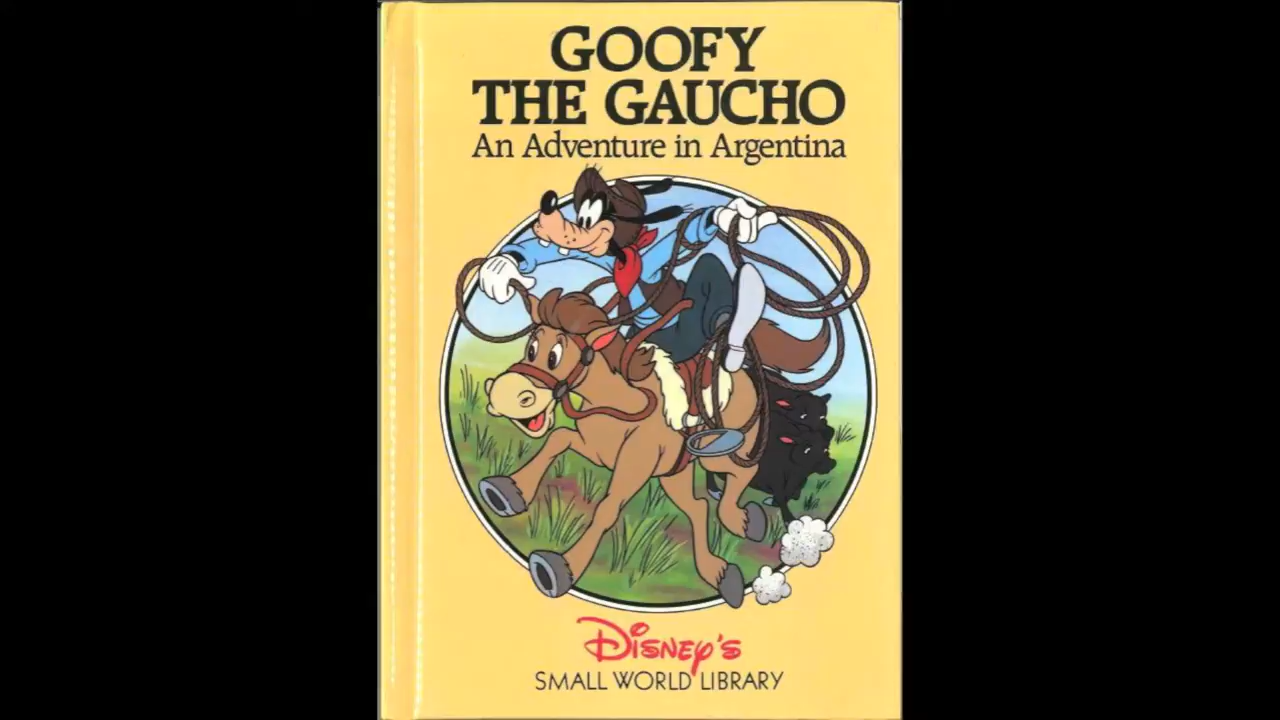 GOOFY
THE GAUCHO
An Adventure in Argentina
Disney's
SMALL WORLD LIBRARY